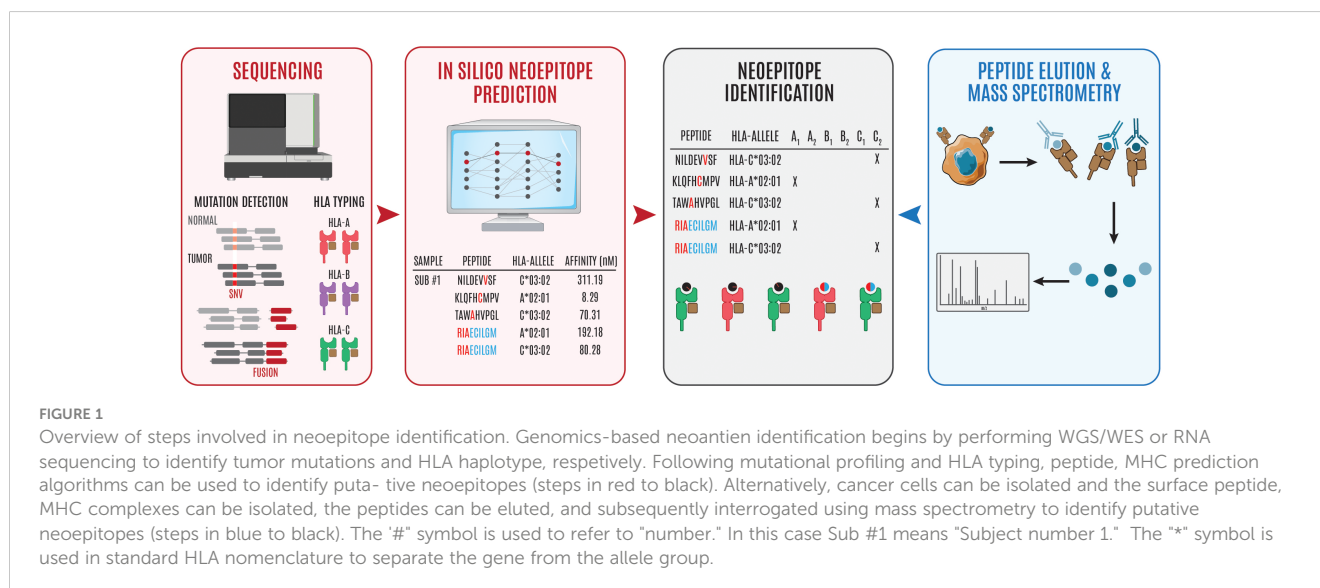 SEQUENCING
MUTATION DETECTION
HLA TYPING
NORMAL
TUMOR
SNV
FUSION
HLA-A
HLA-B
HLA-C
IN SILICO NEOEPITOPE
PREDICTION
SAMPLE PEPTIDE HLA-ALLELE AFFINITY (nM)
SUB #1 NILDEVVSF C*03:02 311.19
KLQFHCMPV A*02:01 8.29
TAWAHVPGL C*03:02 70.31
RIAECILGM A*02:01 192.18
RIAECILGM C*03:02 80.28
NEOEPITOPE
IDENTIFICATION
PEPTIDE HLA-ALLELE A₁ A₂ B₁ B₂ C₁ C₂
NILDEVVSF HLA-C*03:02 X
KLQFHCMPV HLA-A*02:01 X
TAWAHVPGL HLA-C*03:02 X
RIAECILGM HLA-A*02:01 X
RIAECILGM HLA-C*03:02 X
PEPTIDE ELUTION &
MASS SPECTROMETRY
FIGURE 1
Overview of steps involved in neoepitope identification. Genomics-based neoantien identification begins by performing WGS/WES or RNA
sequencing to identify tumor mutations and HLA haplotype, respetively. Following mutational profiling and HLA typing, peptide, MHC prediction
algorithms can be used to identify puta- tive neoepitopes (steps in red to black). Alternatively, cancer cells can be isolated and the surface peptide,
MHC complexes can be isolated, the peptides can be eluted, and subsequently interrogated using mass spectrometry to identify putative
neoepitopes (steps in blue to black). The '#" symbol is used to refer to "number." In this case Sub #1 means "Subject number 1." The "*" symbol is
used in standard HLA nomenclature to separate the gene from the allele group.